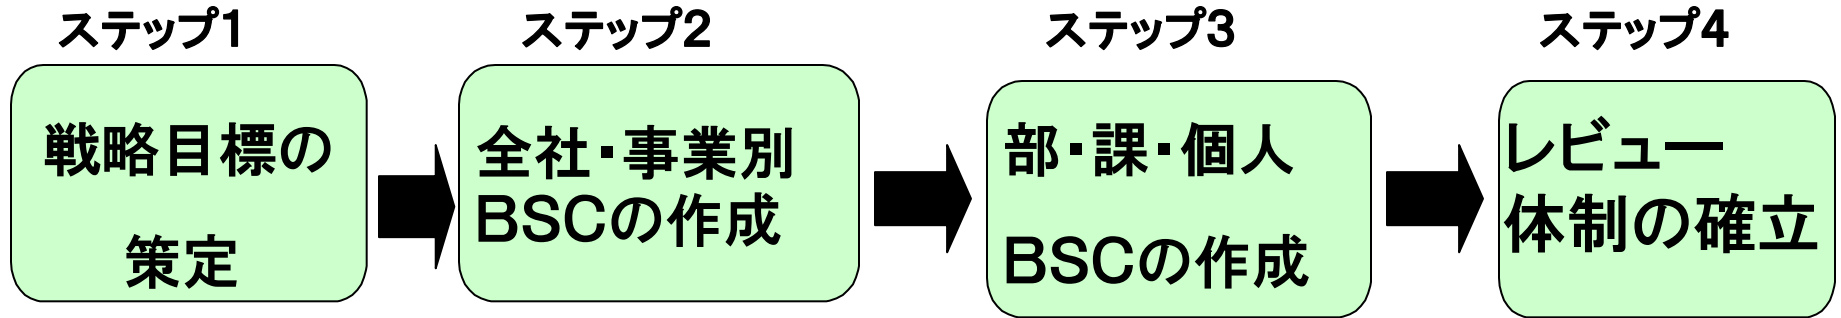 ステップ1
戦略目標の
策定
ステップ2
全社・事業別
BSCの作成
ステップ3
部・課・個人
BSCの作成
ステップ4
レビュー
体制の確立